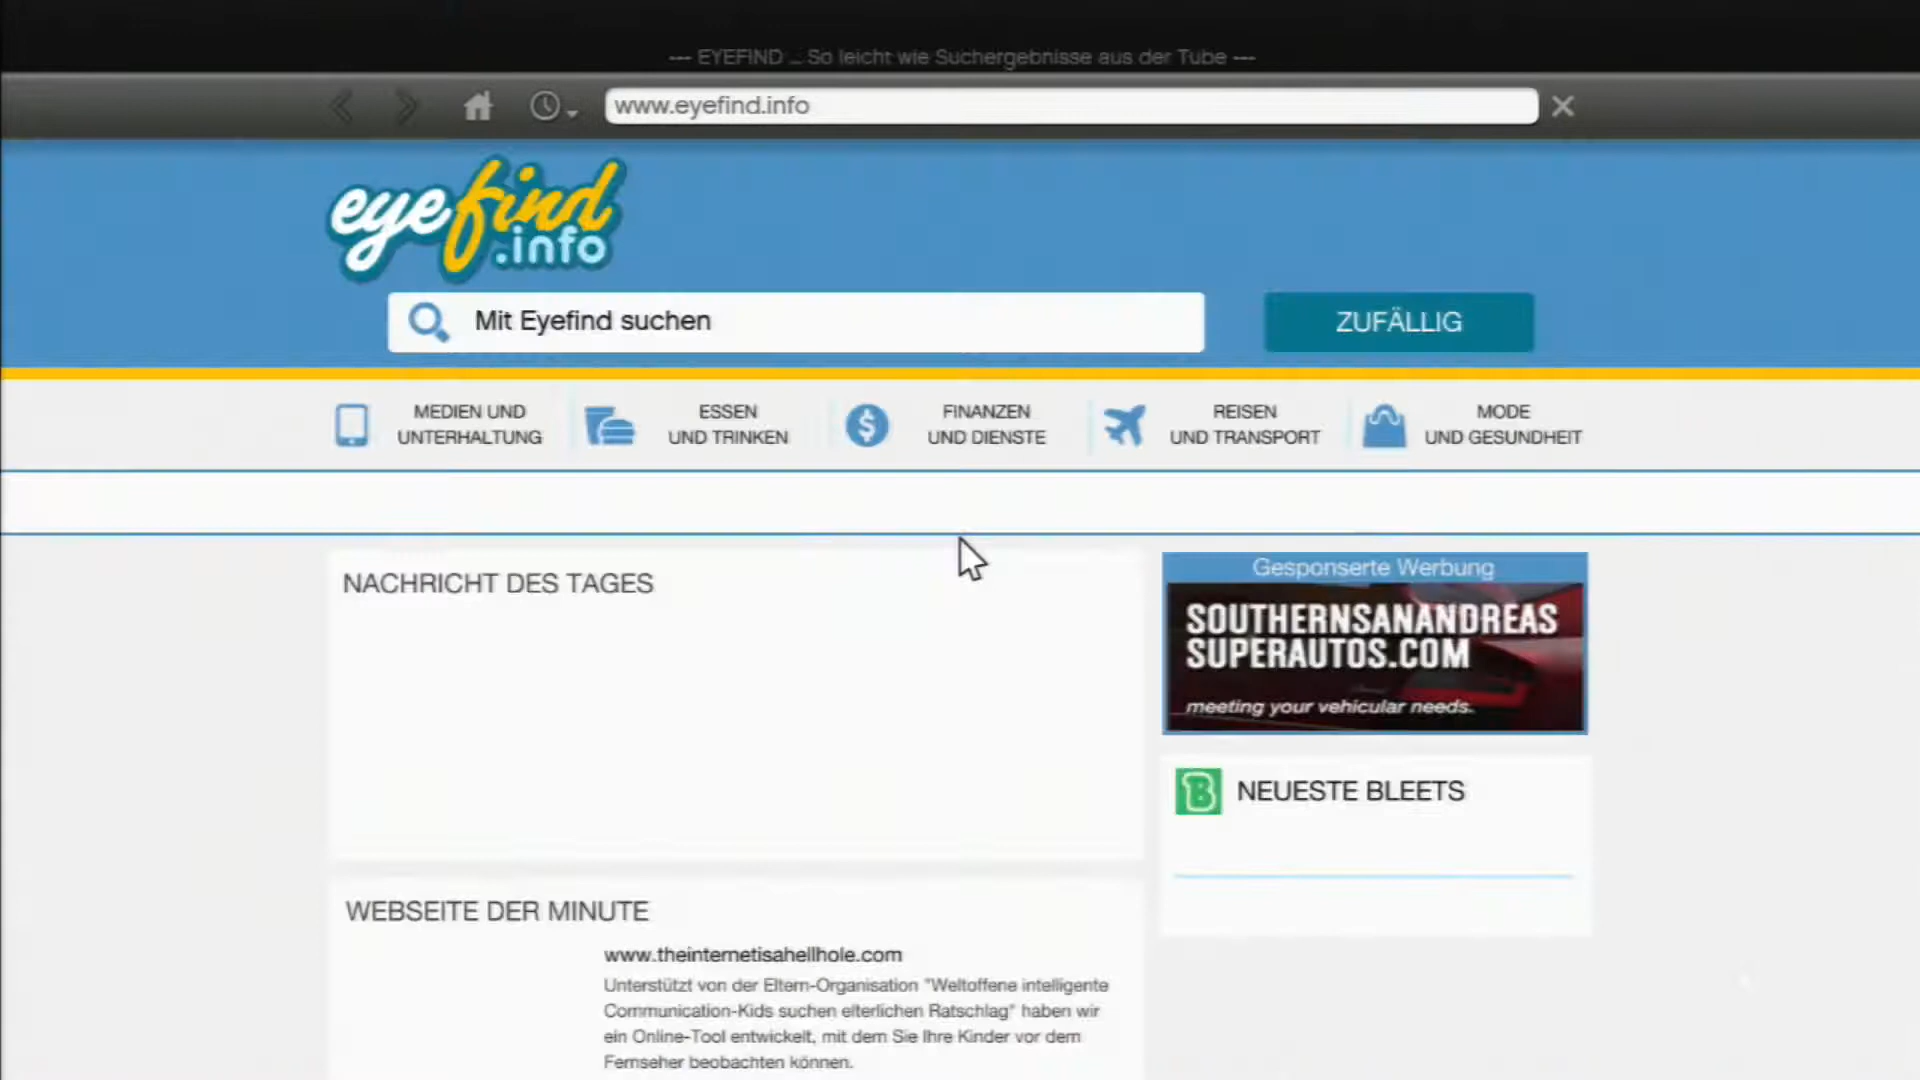 --- EYEFIND ... So leicht wie Suchergebnisse aus der Tube ---
www.eyefind.info
eyefind
.info
Mit Eyefind suchen
ZUFÄLLIG
MEDIEN UND
UNTERHALTUNG
ESSEN
UND TRINKEN
FINANZEN
UND DIENSTE
REISEN
UND TRANSPORT
MODE
UND GESUNDHEIT
NACHRICHT DES TAGES
Gesponserte Werbung
SOUTHERNSANANDREAS
SUPERAUTOS.COM
meeting your vehicular needs.
B NEUESTE BLEETS
WEBSEITE DER MINUTE
www.theinternetisahellhole.com
Unterstützt von der Eltern-Organisation "Weltoffene intelligente
Communication-Kids suchen elterlichen Ratschlag" haben wir
ein Online-Tool entwickelt, mit dem Sie Ihre Kinder vor dem
Fernseher beobachten können.